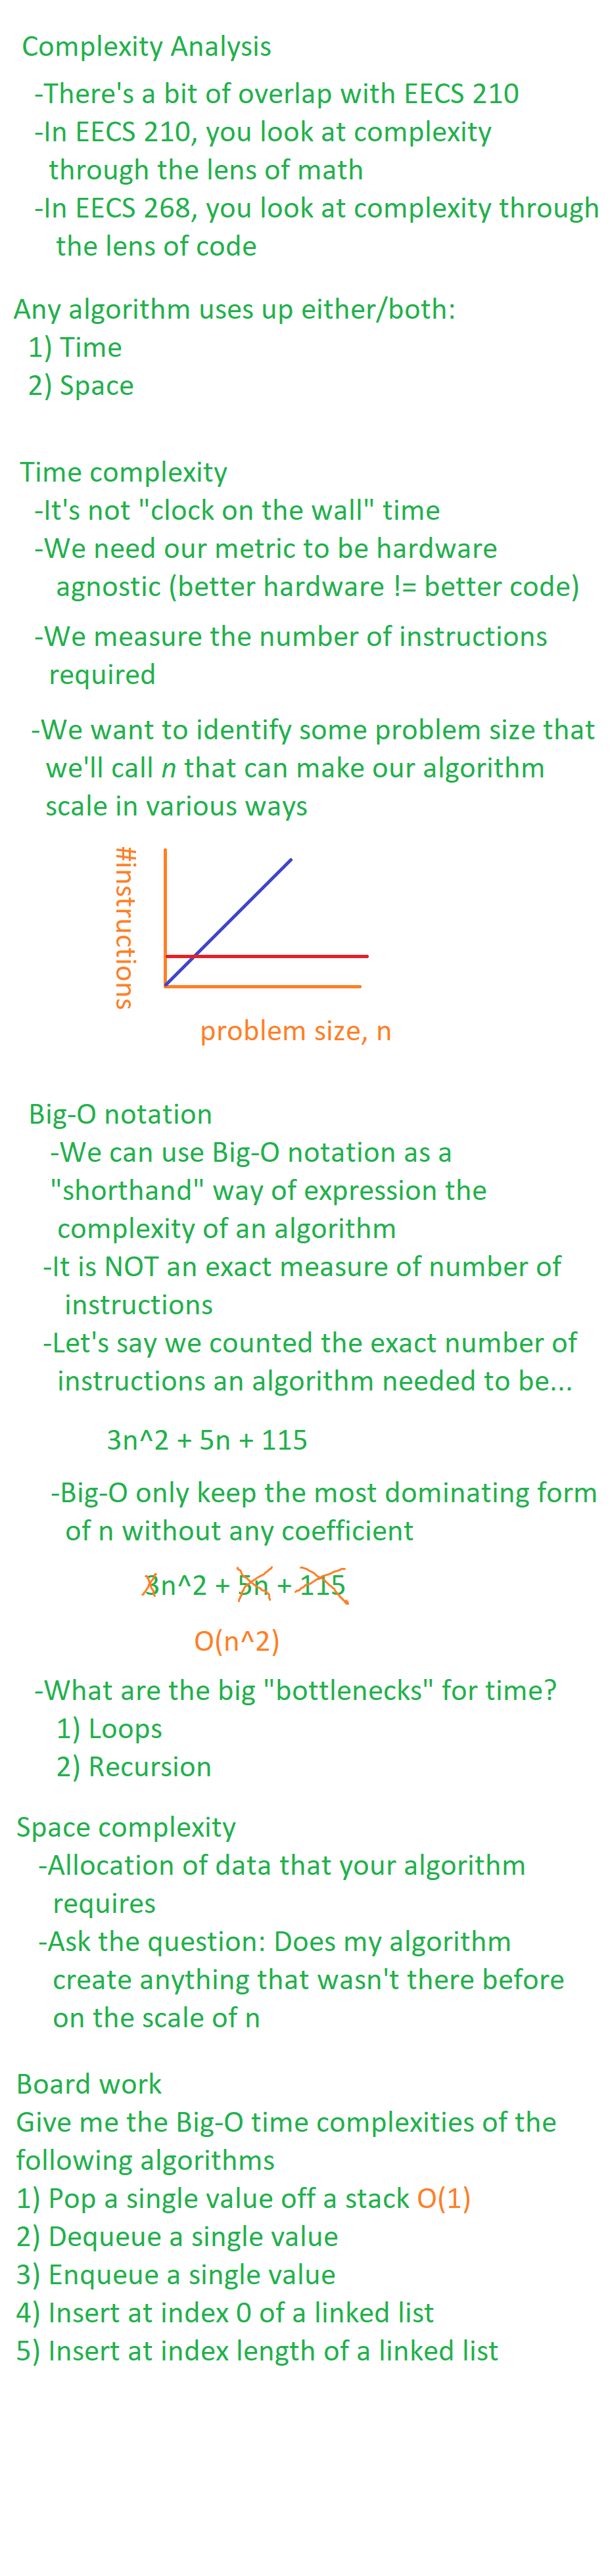 Complexity Analysis
-There's a bit of overlap with EECS 210
-In EECS 210, you look at complexity
through the lens of math
-In EECS 268, you look at complexity through
the lens of code
Any algorithm uses up either/both:
1) Time
2) Space
Time complexity
-It's not "clock on the wall" time
-We need our metric to be hardware
agnostic (better hardware != better code)
-We measure the number of instructions
required
-We want to identify some problem size that
we'll call n that can make our algorithm
scale in various ways
#instructions
problem size, n
Big-O notation
-We can use Big-O notation as a
"shorthand" way of expression the
complexity of an algorithm
-It is NOT an exact measure of number of
instructions
-Let's say we counted the exact number of
instructions an algorithm needed to be...
3n^2 + 5n + 115
-Big-O only keep the most dominating form
of n without any coefficient
3n^2 + 5n + 115
O(n^2)
-What are the big "bottlenecks" for time?
1) Loops
2) Recursion
Space complexity
-Allocation of data that your algorithm
requires
-Ask the question: Does my algorithm
create anything that wasn't there before
on the scale of n
Board work
Give me the Big-O time complexities of the
following algorithms
1) Pop a single value off a stack O(1)
2) Dequeue a single value
3) Enqueue a single value
4) Insert at index 0 of a linked list
5) Insert at index length of a linked list